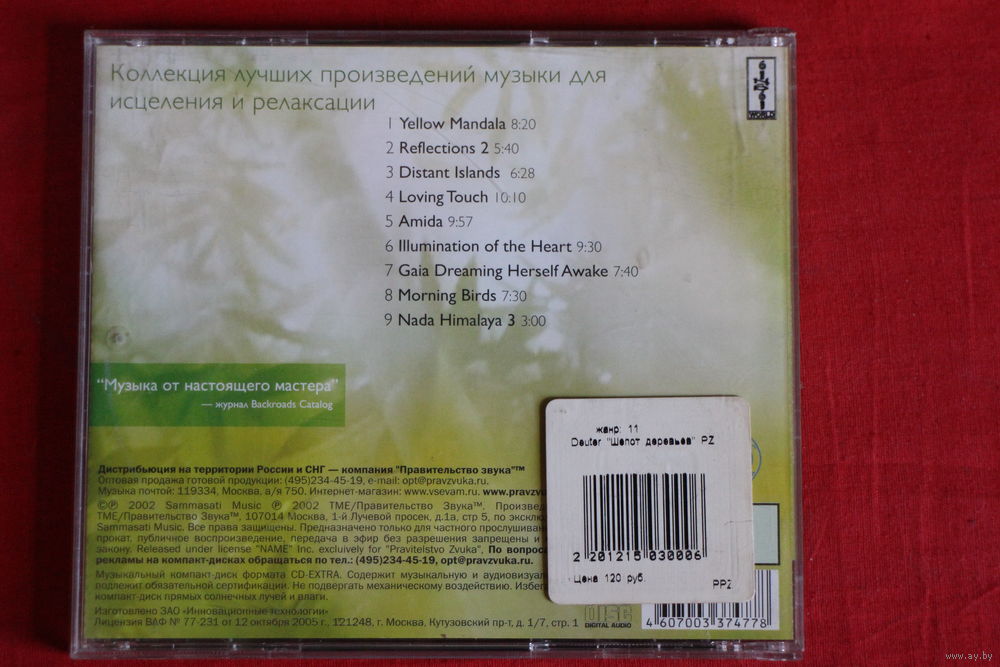 Коллекция лучших произведений музыки для
исцеления и релаксации
WORLD
1 Yellow Mandala 8:20
2 Reflections 2 5:40
3 Distant Islands 6:28
4 Loving Touch 10:10
5 Amida 9:57
6 Illumination of the Heart 9:30
7 Gaia Dreaming Herself Awake 7:40
8 Morning Birds 7:30
9 Nada Himalaya 3 3:00
“Музыка от настоящего мастера”
— журнал Backroads Catalog
жанр: 11
Deuter "Шепот деревьев" PZ
2 201215 030006
Цена 120 руб.
PPZ
Дистрибьюция на территории России и СНГ — компания "Правительство звука"™
Оптовая продажа готовой продукции: (495)234-45-19, e-mail: opt@pravzvuka.ru.
Музыка почтой: 119334, Москва, а/я 750. Интернет-магазин: www.vsevam.ru. www.pravzv
©℗ 2002 Sammasati Music ℗ 2002 TME/Правительство Звука™. Произве
TME/Правительство Звука™, 107014 Москва, 1-й Лучевой просек, д.1а, стр 5, по эксклю
Sammasati Music. Все права защищены. Предназначено только для частного прослушиван
прокат, публичное воспроизведение, передача в эфир без разрешения запрещены и
закону. Released under license "NAME" Inc. exculively for "Pravitelstvo Zvuka". По вопрос
рекламы на компакт-дисках обращаться по тел.: (495)234-45-19, opt@pravzvuka.ru.
Музыкальный компакт-диск формата CD-EXTRA. Содержит музыкальную и аудиовизуал
подлежит обязательной сертификации. Не подвергать механическому воздействию. Избег
компакт-диск прямых солнечных лучей и влаги.
Изготовлено ЗАО «Инновационные технологии»
Лицензия ВАФ № 77-231 от 12 октября 2005 г., 121248, г. Москва, Кутузовский пр-т, д. 1/7, стр. 1
DISC
DIGITAL AUDIO
4 607003 374778
www.ay.by